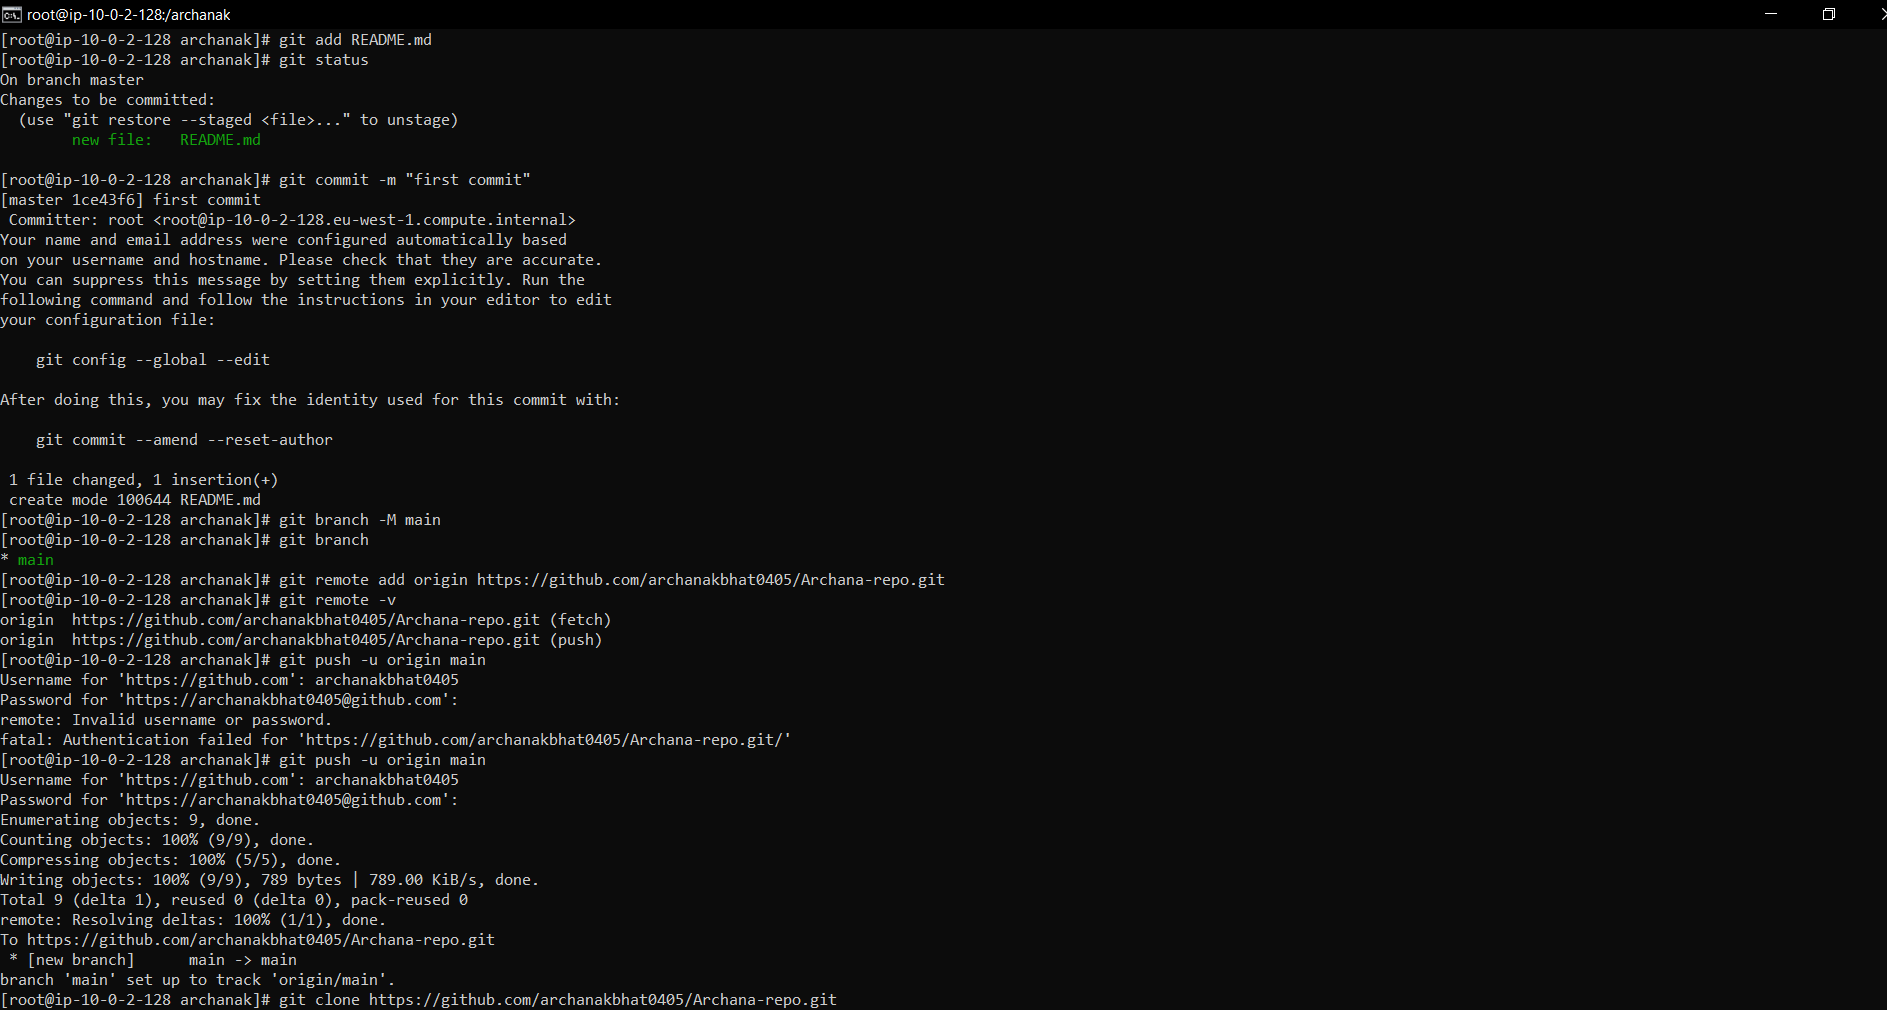 root@ip-10-0-2-128:/archanak
[root@ip-10-0-2-128 archanak]# git add README.md
[root@ip-10-0-2-128 archanak]# git status
On branch master
Changes to be committed:
  (use "git restore --staged <file>..." to unstage)
        new file:   README.md

[root@ip-10-0-2-128 archanak]# git commit -m "first commit"
[master 1ce43f6] first commit
 Committer: root <root@ip-10-0-2-128.eu-west-1.compute.internal>
Your name and email address were configured automatically based
on your username and hostname. Please check that they are accurate.
You can suppress this message by setting them explicitly. Run the
following command and follow the instructions in your editor to edit
your configuration file:

    git config --global --edit

After doing this, you may fix the identity used for this commit with:

    git commit --amend --reset-author

 1 file changed, 1 insertion(+)
 create mode 100644 README.md
[root@ip-10-0-2-128 archanak]# git branch -M main
[root@ip-10-0-2-128 archanak]# git branch
* main
[root@ip-10-0-2-128 archanak]# git remote add origin https://github.com/archanakbhat0405/Archana-repo.git
[root@ip-10-0-2-128 archanak]# git remote -v
origin  https://github.com/archanakbhat0405/Archana-repo.git (fetch)
origin  https://github.com/archanakbhat0405/Archana-repo.git (push)
[root@ip-10-0-2-128 archanak]# git push -u origin main
Username for 'https://github.com': archanakbhat0405
Password for 'https://archanakbhat0405@github.com':
remote: Invalid username or password.
fatal: Authentication failed for 'https://github.com/archanakbhat0405/Archana-repo.git/'
[root@ip-10-0-2-128 archanak]# git push -u origin main
Username for 'https://github.com': archanakbhat0405
Password for 'https://archanakbhat0405@github.com':
Enumerating objects: 9, done.
Counting objects: 100% (9/9), done.
Compressing objects: 100% (5/5), done.
Writing objects: 100% (9/9), 789 bytes | 789.00 KiB/s, done.
Total 9 (delta 1), reused 0 (delta 0), pack-reused 0
remote: Resolving deltas: 100% (1/1), done.
To https://github.com/archanakbhat0405/Archana-repo.git
 * [new branch]      main -> main
branch 'main' set up to track 'origin/main'.
[root@ip-10-0-2-128 archanak]# git clone https://github.com/archanakbhat0405/Archana-repo.git